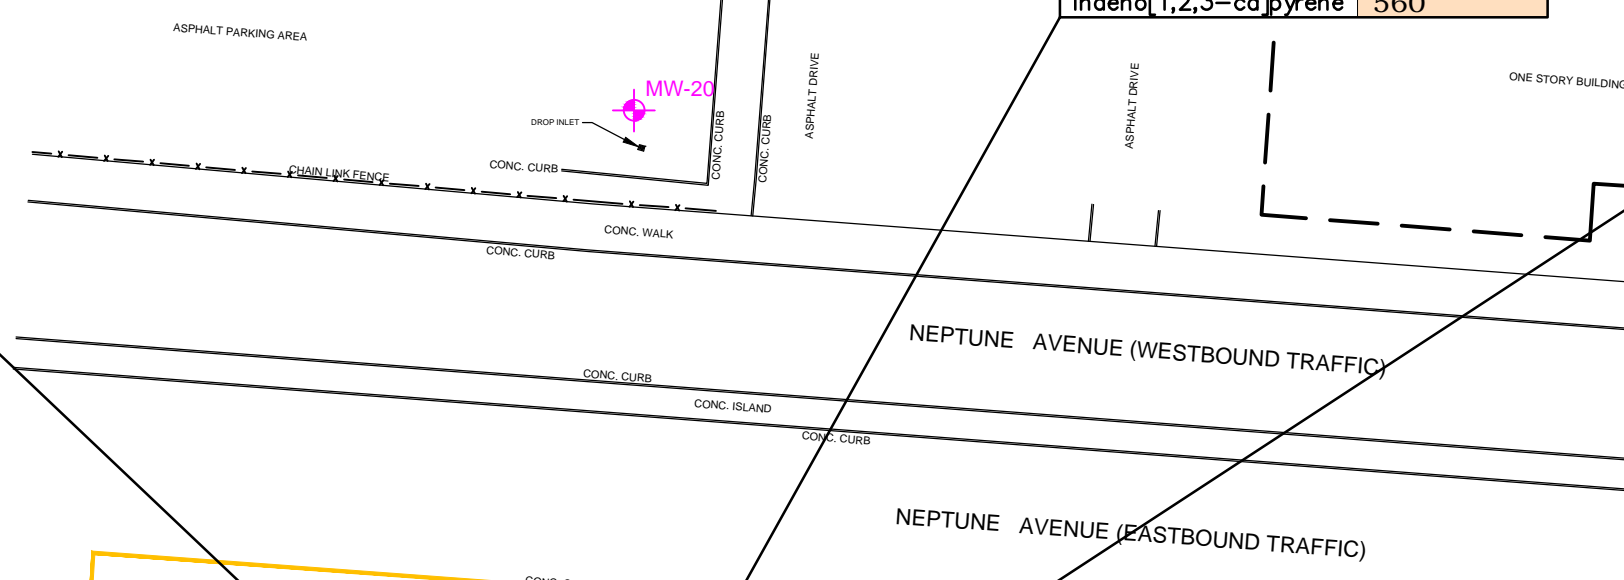 Indeno[1,2,3-cd]pyrene 560
ASPHALT PARKING AREA
ONE STORY BUILDING
MW-20
ASPHALT DRIVE
ASPHALT DRIVE
DROP INLET
CONC. CURB
CONC. CURB
CONC. CURB
CHAIN LINK FENCE
CONC. WALK
CONC. CURB
NEPTUNE AVENUE (WESTBOUND TRAFFIC)
CONC. CURB
CONC. ISLAND
CONC. CURB
NEPTUNE AVENUE (EASTBOUND TRAFFIC)